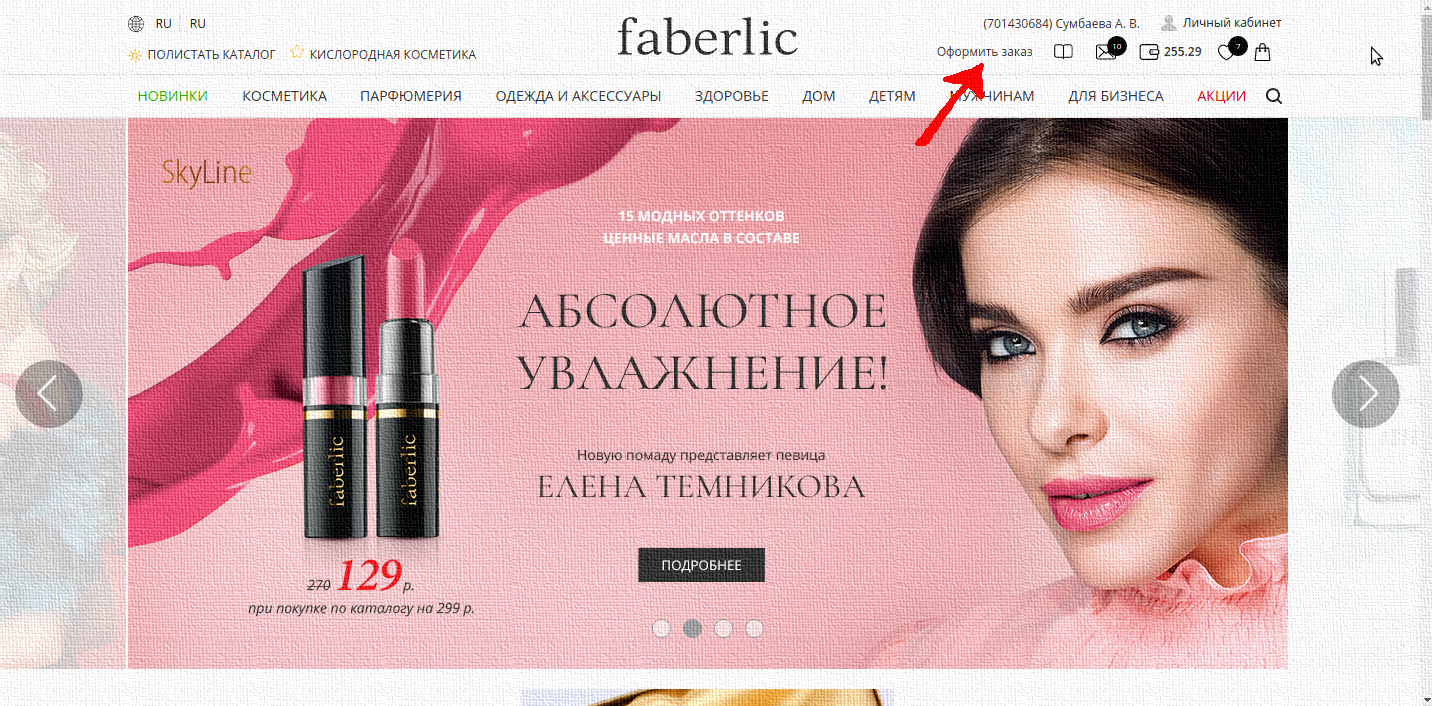 RU RU
faberlic
(701430684) Сумбаева А. В. Личный кабинет
ПОЛИСТАТЬ КАТАЛОГ КИСЛОРОДНАЯ КОСМЕТИКА
Оформить заказ 10 255.29 7
НОВИНКИ КОСМЕТИКА ПАРФЮМЕРИЯ ОДЕЖДА И АКСЕССУАРЫ ЗДОРОВЬЕ ДОМ ДЕТЯМ МУЖЧИНАМ ДЛЯ БИЗНЕСА АКЦИИ
SkyLine
15 МОДНЫХ ОТТЕНКОВ
ЦЕННЫЕ МАСЛА В СОСТАВЕ
АБСОЛЮТНОЕ
УВЛАЖНЕНИЕ!
faberlic
faberlic
Новую помаду представляет певица
ЕЛЕНА ТЕМНИКОВА
ПОДРОБНЕЕ
270 129 р.
при покупке по каталогу на 299 р.